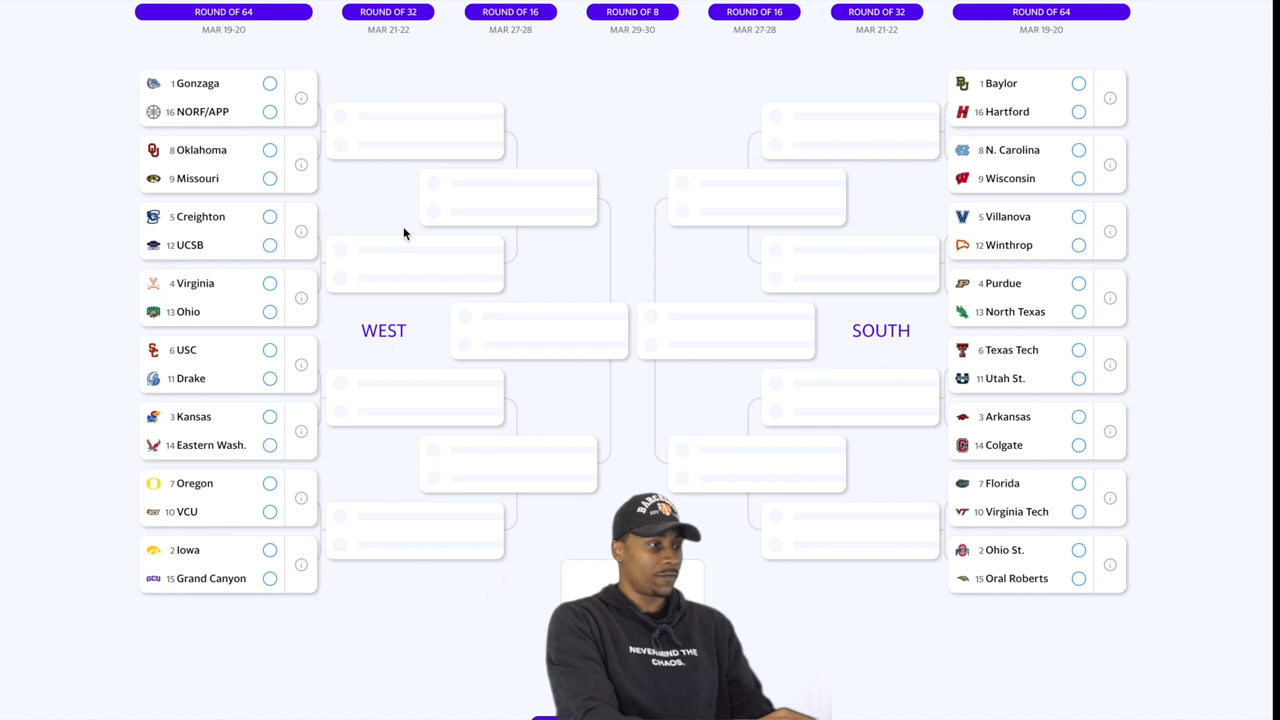 ROUND OF 64
ROUND OF 32
ROUND OF 16
ROUND OF 8
ROUND OF 16
ROUND OF 32
ROUND OF 64
MAR 19-20
MAR 21-22
MAR 27-28
MAR 29-30
MAR 27-28
MAR 21-22
MAR 19-20
1 Gonzaga
16 NORF/APP
8 Oklahoma
9 Missouri
5 Creighton
12 UCSB
4 Virginia
13 Ohio
6 USC
11 Drake
3 Kansas
14 Eastern Wash.
7 Oregon
10 VCU
2 Iowa
15 Grand Canyon
WEST
SOUTH
1 Baylor
16 Hartford
8 N. Carolina
9 Wisconsin
5 Villanova
12 Winthrop
4 Purdue
13 North Texas
6 Texas Tech
11 Utah St.
3 Arkansas
14 Colgate
7 Florida
10 Virginia Tech
2 Ohio St.
15 Oral Roberts
GCU
NEVERMIND THE
CHAOS.